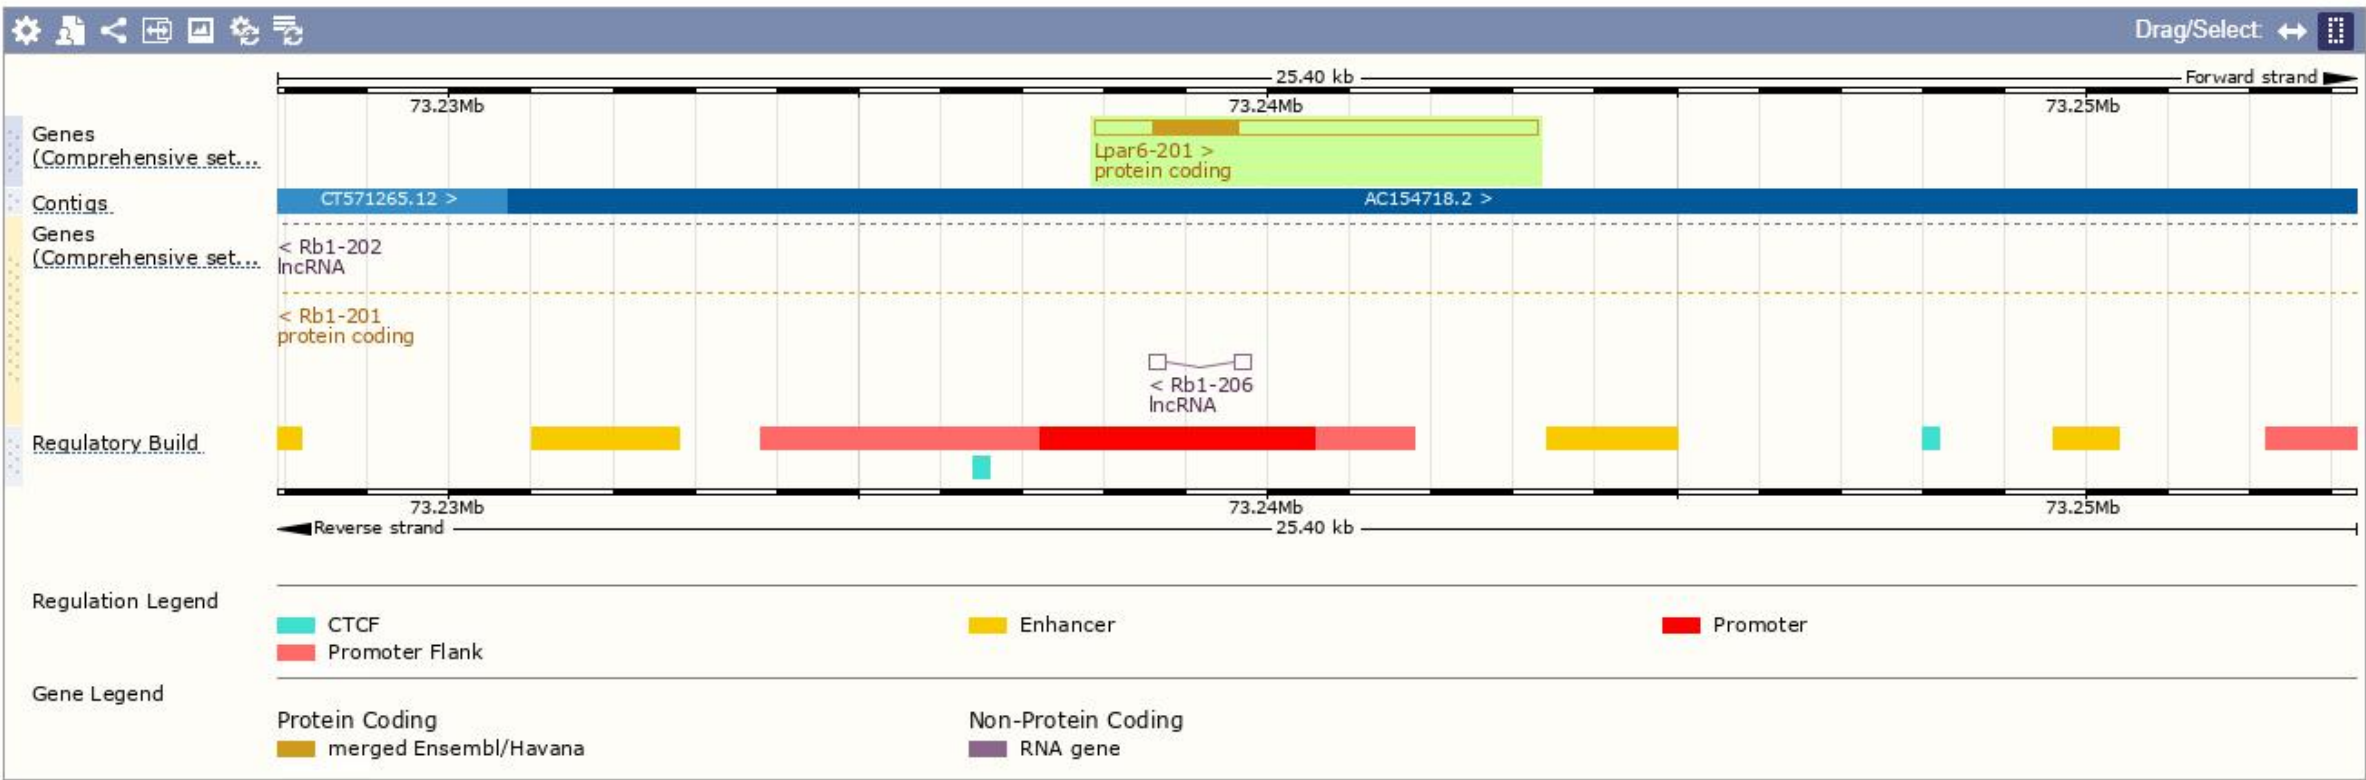 Drag/Select:
25.40 kb
Forward strand
73.23Mb 73.24Mb 73.25Mb
Genes
(Comprehensive set...
Lpar6-201 >
protein coding
Contigs
CT571265.12 > AC154718.2 >
Genes
(Comprehensive set...
< Rb1-202
lncRNA
< Rb1-201
protein coding
< Rb1-206
lncRNA
Regulatory Build
73.23Mb 73.24Mb 73.25Mb
Reverse strand 25.40 kb
Regulation Legend
CTCF Enhancer Promoter
Promoter Flank
Gene Legend
Protein Coding Non-Protein Coding
merged Ensembl/Havana RNA gene